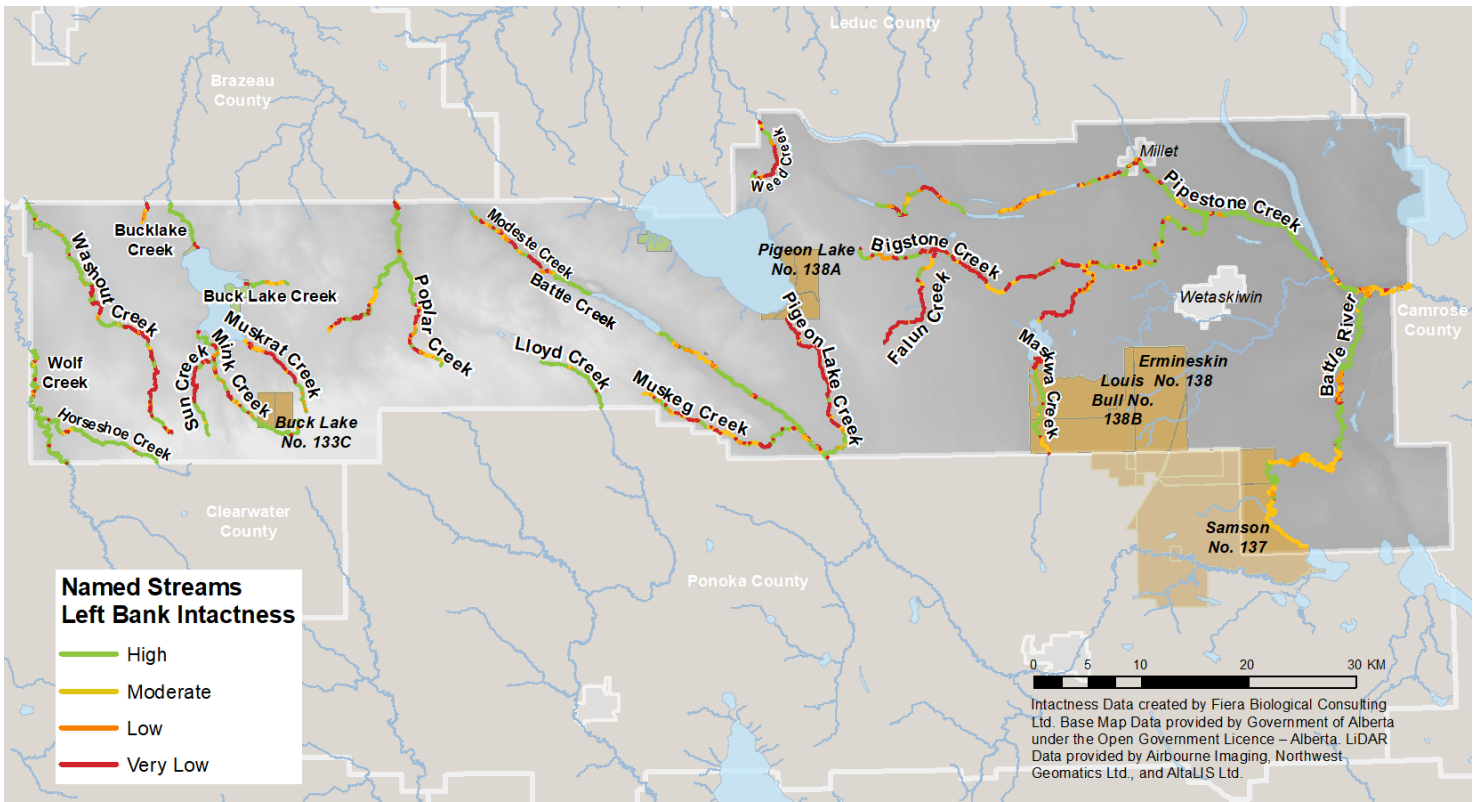 Leduc County
Brazeau
County
Weed Creek
Millet
Pipestone Creek
Bucklake
Creek
Washout Creek
Modeste Creek
Pigeon Lake
No. 138A
Bigstone Creek
Buck Lake Creek
Battle Creek
Poplar Creek
Wetaskiwin
Camrose
County
Battle River
Pigeon Lake Creek
Falun Creek
Muskrat Creek
Mink Creek
Sun Creek
Lloyd Creek
Maskwa Creek
Wolf
Creek
Ermineskin
No. 138
Louis
Bull No.
138B
Muskeg Creek
Horseshoe Creek
Buck Lake
No. 133C
Clearwater
County
Samson
No. 137
Ponoka County
Named Streams
Left Bank Intactness
High
Moderate
Low
Very Low
0 5 10 20 30 KM
Intactness Data created by Fiera Biological Consulting
Ltd. Base Map Data provided by Government of Alberta
under the Open Government Licence – Alberta. LiDAR
Data provided by Airbourne Imaging, Northwest
Geomatics Ltd., and AltaLIS Ltd.